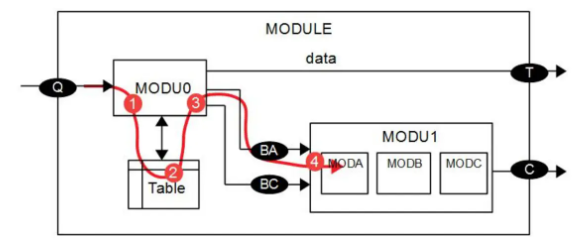 MODULE
data
Q
T
MODU0
1
3
BA
MODU1
4
MODA
MODB
MODC
2
Table
BC
C